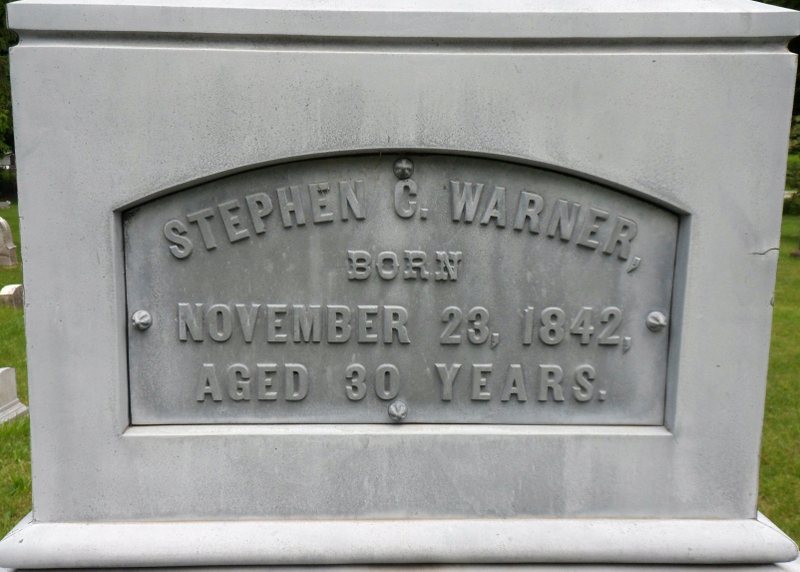 STEPHEN C. WARNER,
BORN
NOVEMBER 23, 1842,
AGED 30 YEARS.